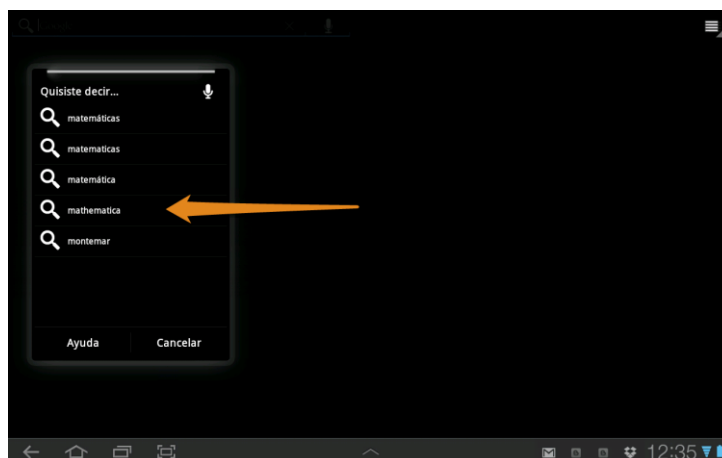 Quisiste decir...
matemáticas
matematicas
matemática
mathematica
montemar
Ayuda
Cancelar
12:35